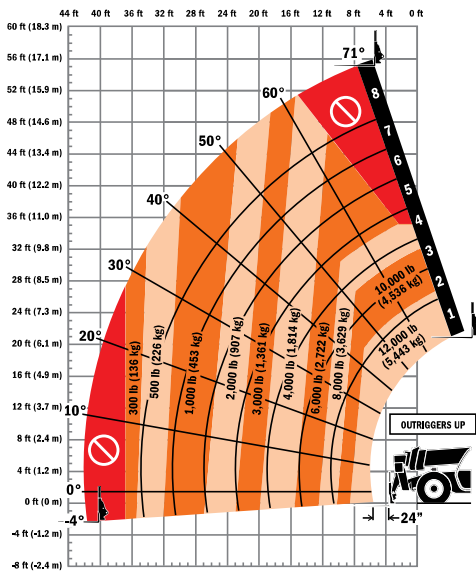 44 ft 40 ft 36 ft 32 ft 28 ft 24 ft 20 ft 16 ft 12 ft 8 ft 4 ft 0 ft
60 ft (18.3 m)
56 ft (17.1 m)
52 ft (15.9 m)
48 ft (14.6 m)
44 ft (13.4 m)
40 ft (12.2 m)
36 ft (11.0 m)
32 ft (9.8 m)
28 ft (8.5 m)
24 ft (7.3 m)
20 ft (6.1 m)
16 ft (4.9 m)
12 ft (3.7 m)
8 ft (2.4 m)
4 ft (1.2 m)
0 ft (0 m)
-4 ft (-1.2 m)
-8 ft (-2.4 m)
71°
60°
50°
40°
30°
20°
10°
0°
-4°
8
7
6
5
4
3
2
1
300 lb (136 kg)
500 lb (226 kg)
1,000 lb (453 kg)
2,000 lb (907 kg)
3,000 lb (1,361 kg)
4,000 lb (1,814 kg)
6,000 lb (2,722 kg)
8,000 lb (3,629 kg)
10,000 lb
(4,536 kg)
12,000 lb
(5,443 kg)
OUTRIGGERS UP
24"